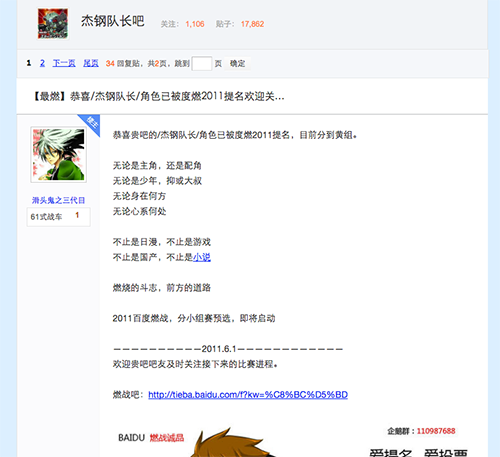 杰钢队长吧 关注: 1,106 贴子: 17,862
1 2 下一页 尾页 34 回复贴，共2页，跳到 页 确定
【最燃】恭喜/杰钢队长/角色已被度燃2011提名欢迎关...
楼主
恭喜贵吧的/杰钢队长/角色已被度燃2011提名，目前分到黄组。
无论是主角，还是配角
无论是少年，抑或大叔
无论身在何方
无论心系何处
滑头鬼之三代目
61式战车 1
不止是日漫，不止是游戏
不止是国产，不止是小说
燃烧的斗志，前方的道路
2011百度燃战，分小组赛预选，即将启动
——————————2011.6.1————————————
欢迎贵吧吧友及时关注接下来的比赛进程。
燃战吧：http://tieba.baidu.com/f?kw=%C8%BC%D5%BD
BAIDU 燃战诚品
企鹅群：110987688
爱提名 爱投票